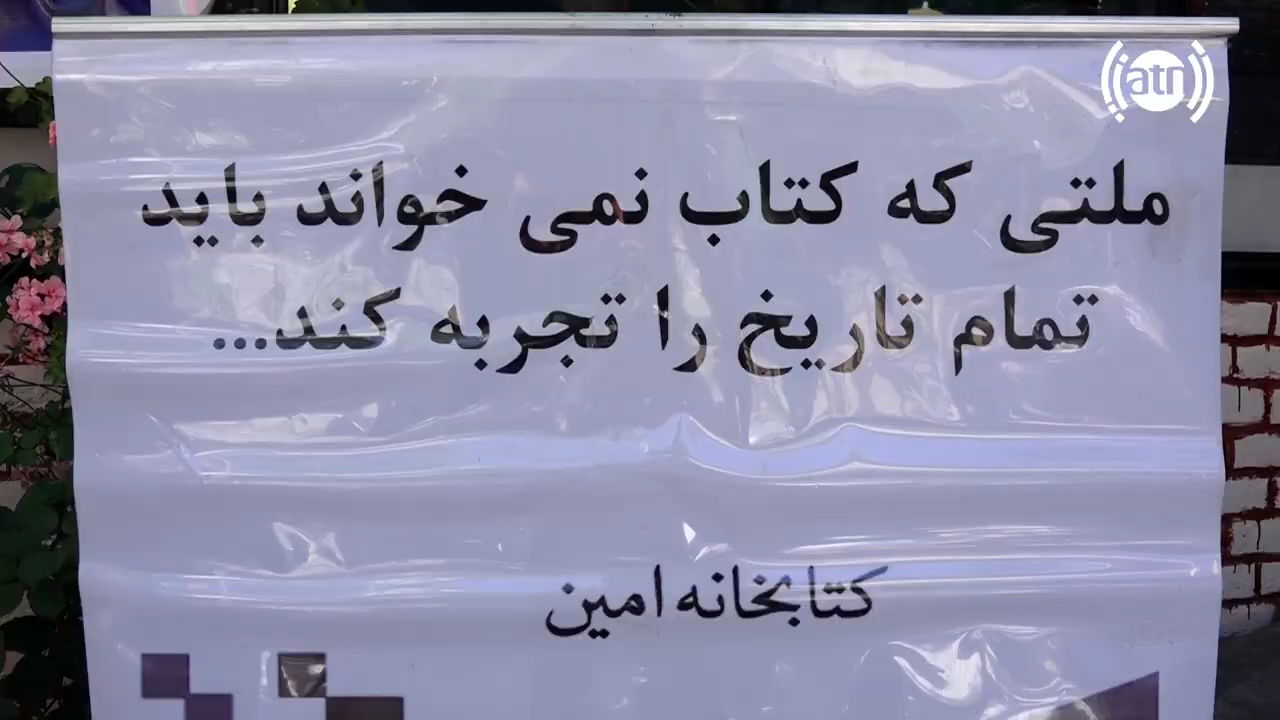 atn
ملتی که کتاب نمی خواند باید
تمام تاریخ را تجربه کند...
کتابخانه امین